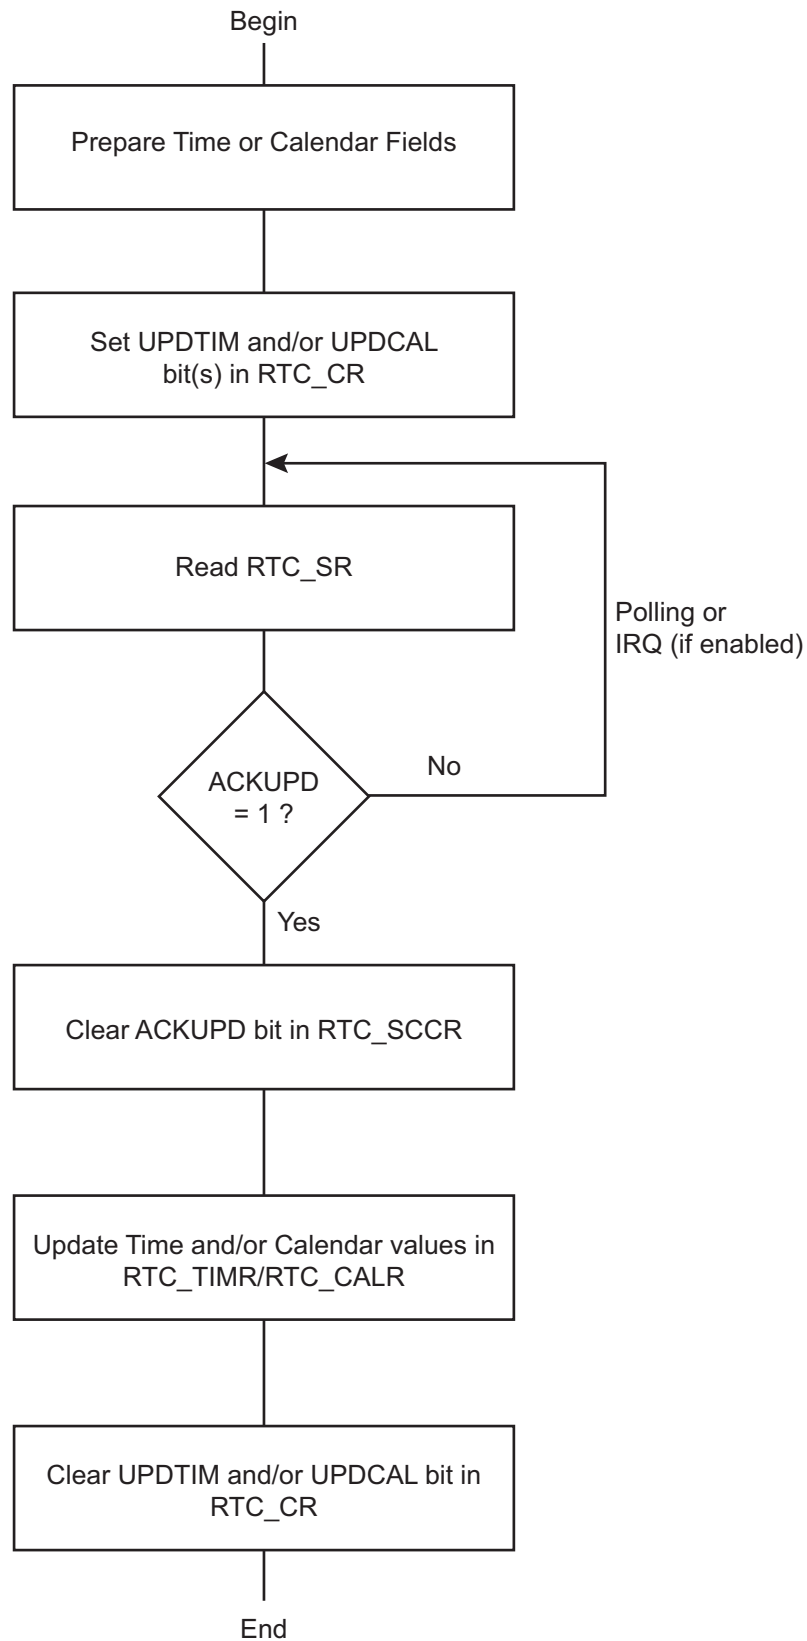 Begin
Prepare Time or Calendar Fields
Set UPDTIM and/or UPDCAL
bit(s) in RTC_CR
Read RTC_SR
Polling or
IRQ (if enabled)
ACKUPD
= 1 ?
No
Yes
Clear ACKUPD bit in RTC_SCCR
Update Time and/or Calendar values in
RTC_TIMR/RTC_CALR
Clear UPDTIM and/or UPDCAL bit in
RTC_CR
End